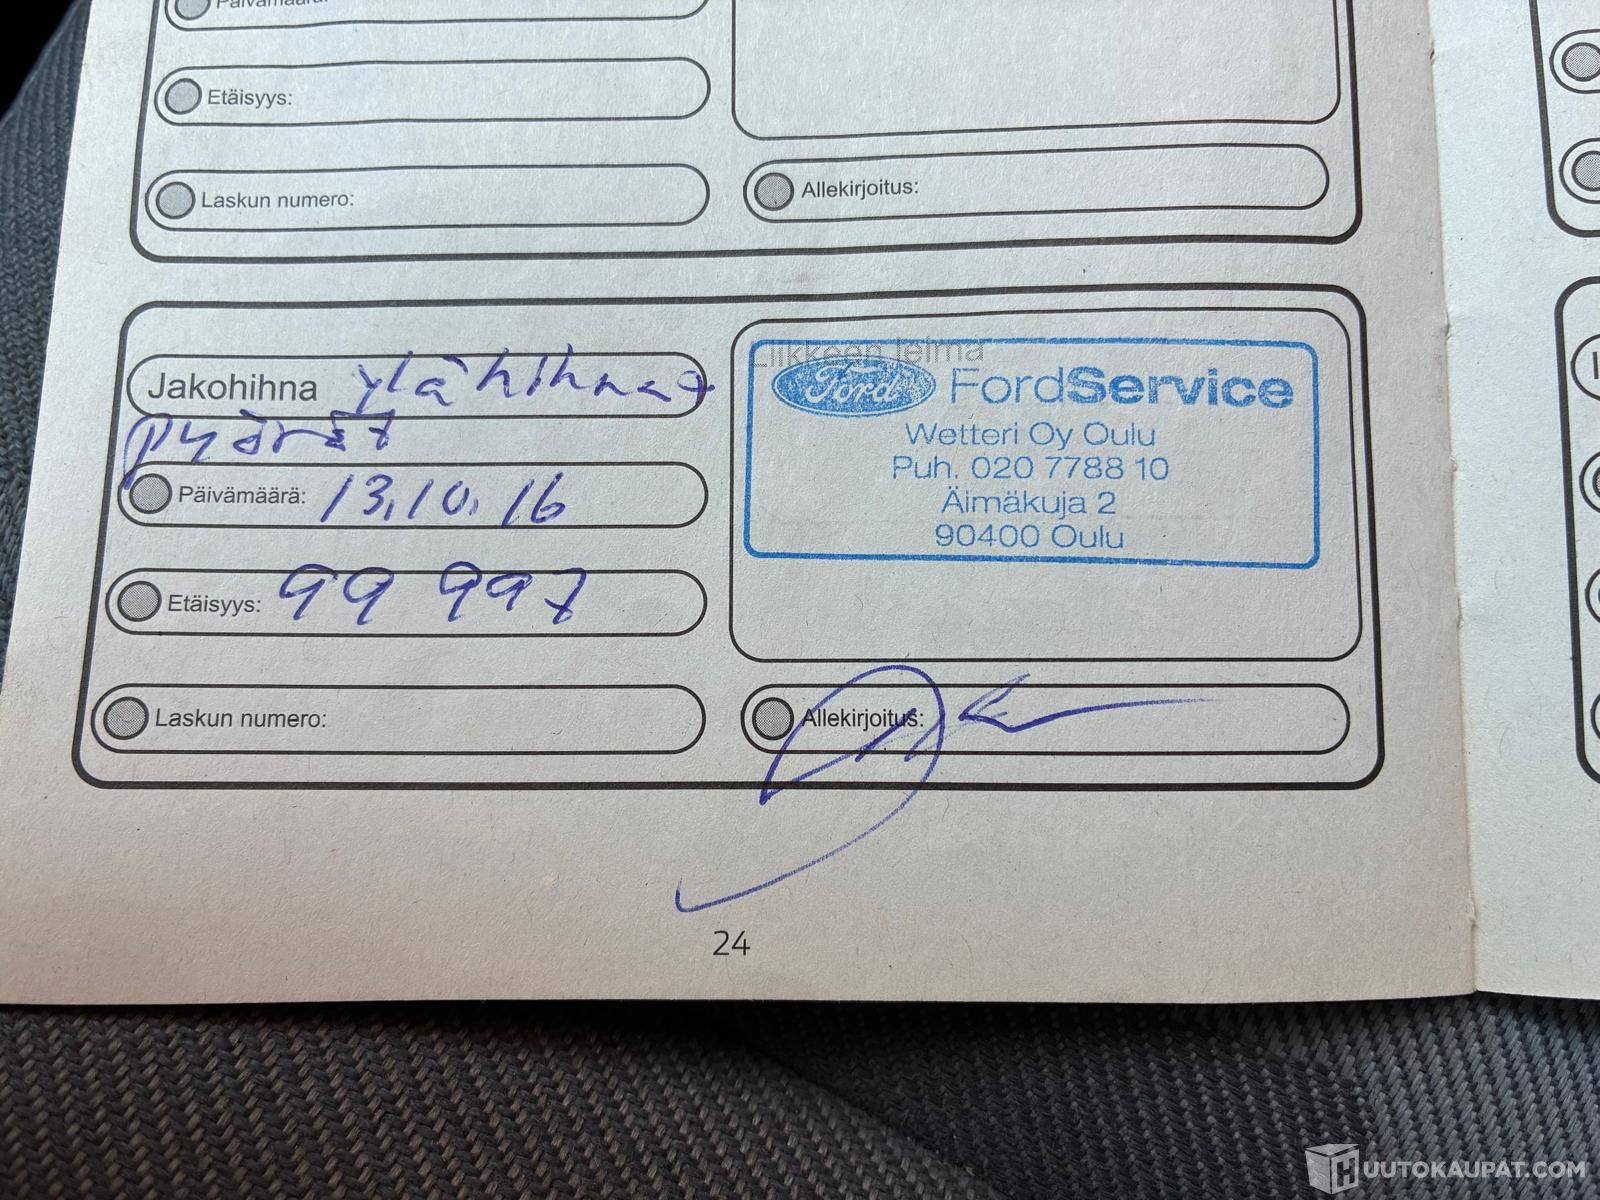 Päivämäärä:
Etäisyys:
Laskun numero:
Allekirjoitus:
Jakohihna ylähihnat
pyörät
Päivämäärä: 13.10.16
Etäisyys: 99 997
Laskun numero:
Liikkeen leima
Ford FordService
Wetteri Oy Oulu
Puh. 020 7788 10
Äimäkuja 2
90400 Oulu
Allekirjoitus:
24
HUUTOKAUPAT.COM